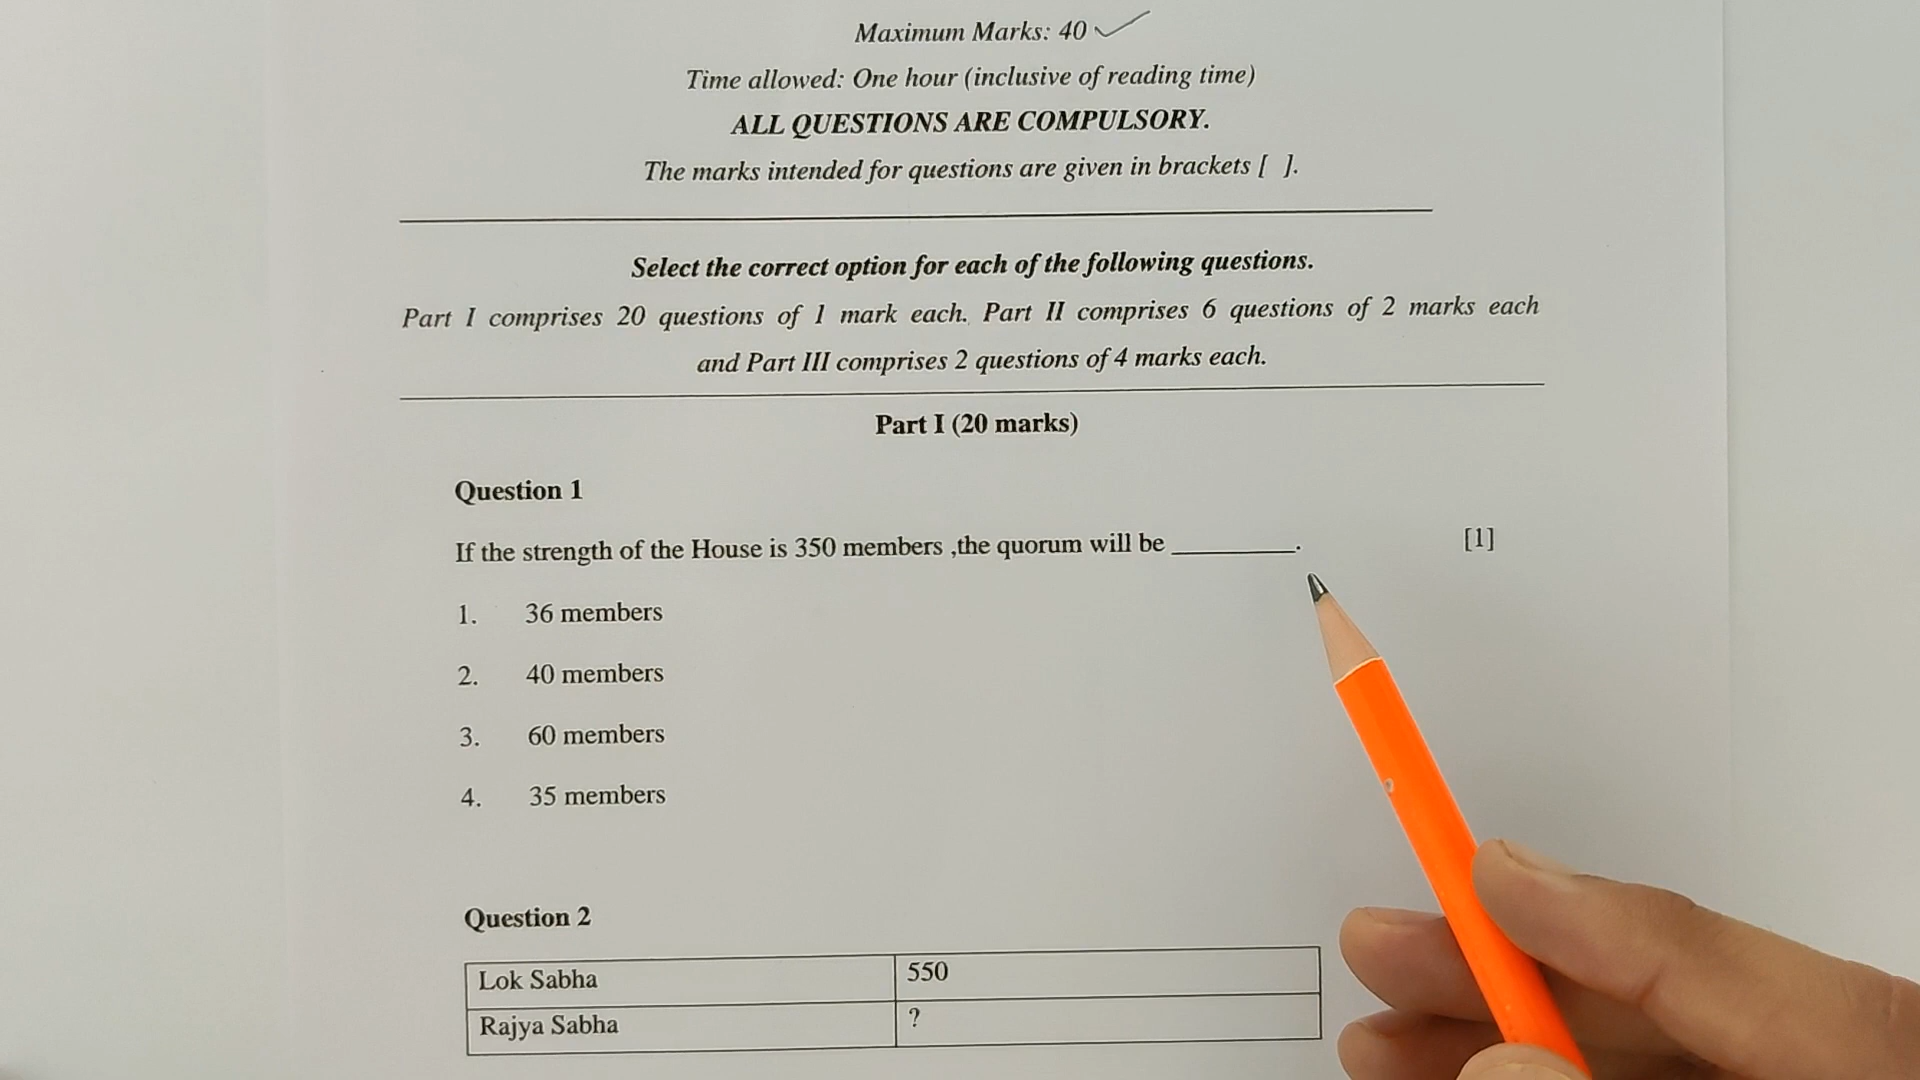 Maximum Marks: 40
Time allowed: One hour (inclusive of reading time)
ALL QUESTIONS ARE COMPULSORY.
The marks intended for questions are given in brackets [ ].
Select the correct option for each of the following questions.
Part I comprises 20 questions of 1 mark each. Part II comprises 6 questions of 2 marks each
and Part III comprises 2 questions of 4 marks each.
Part I (20 marks)
Question 1
If the strength of the House is 350 members ,the quorum will be _________. [1]
1. 36 members
2. 40 members
3. 60 members
4. 35 members
Question 2
Lok Sabha 550
Rajya Sabha ?